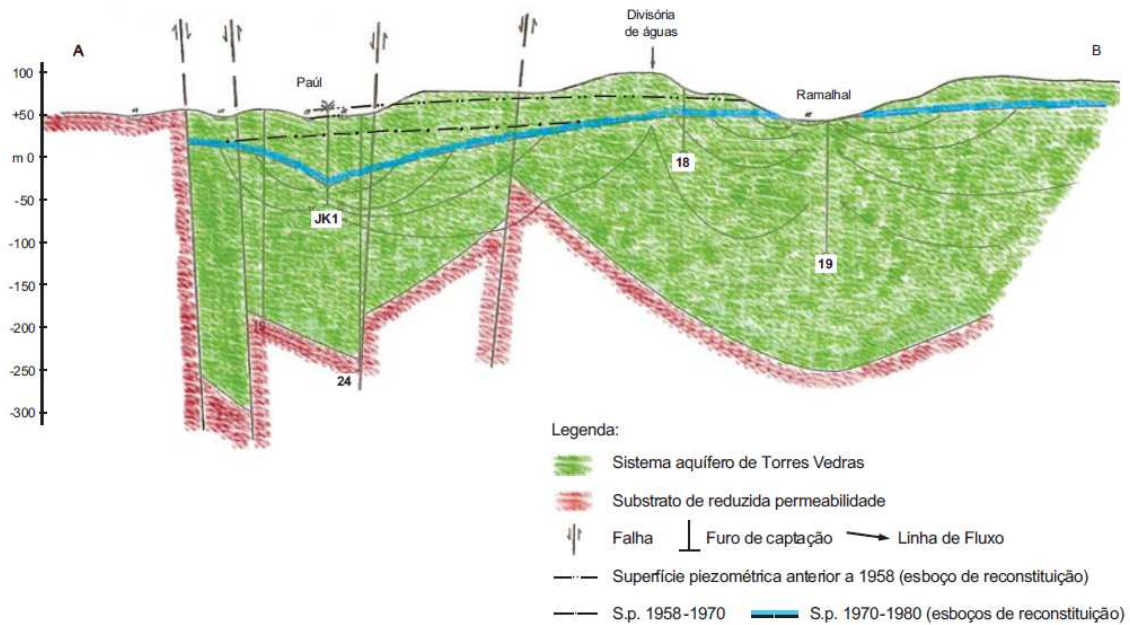 A
Divisória
de águas
B
Paúl
Ramalhal
100
+50
m 0
-50
-100
-150
-200
-250
-300
JK1
18
19
19
24
Legenda:
Sistema aquífero de Torres Vedras
Substrato de reduzida permeabilidade
Falha
Furo de captação
Linha de Fluxo
Superfície piezométrica anterior a 1958 (esboço de reconstituição)
S.p. 1958-1970
S.p. 1970-1980 (esboços de reconstituição)